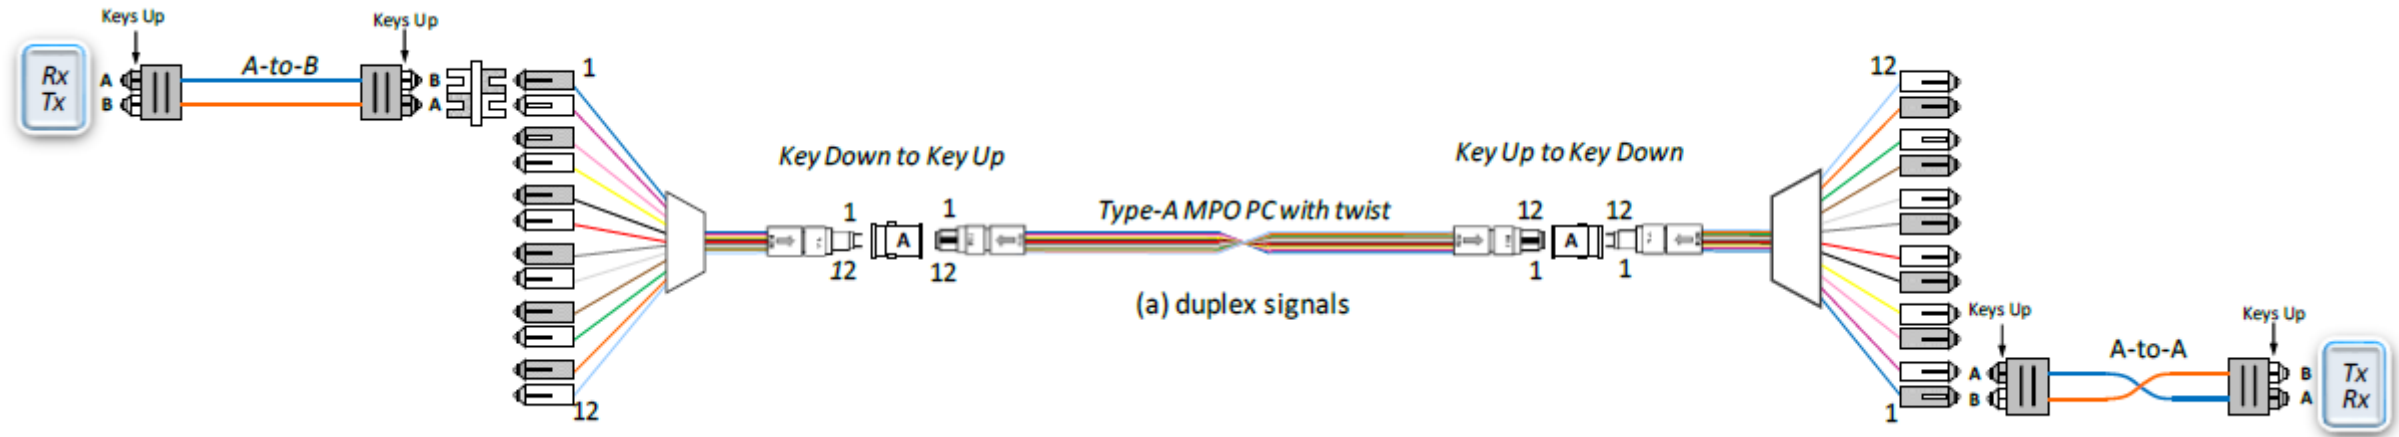 Keys Up
Keys Up
Rx
Tx
A
B
A-to-B
B
A
1
12
Key Down to Key Up
1
12
A
1
12
Type-A MPO PC with twist
(a) duplex signals
Key Up to Key Down
12
1
A
12
1
12
1
Keys Up
Keys Up
A
B
A-to-A
B
A
Tx
Rx